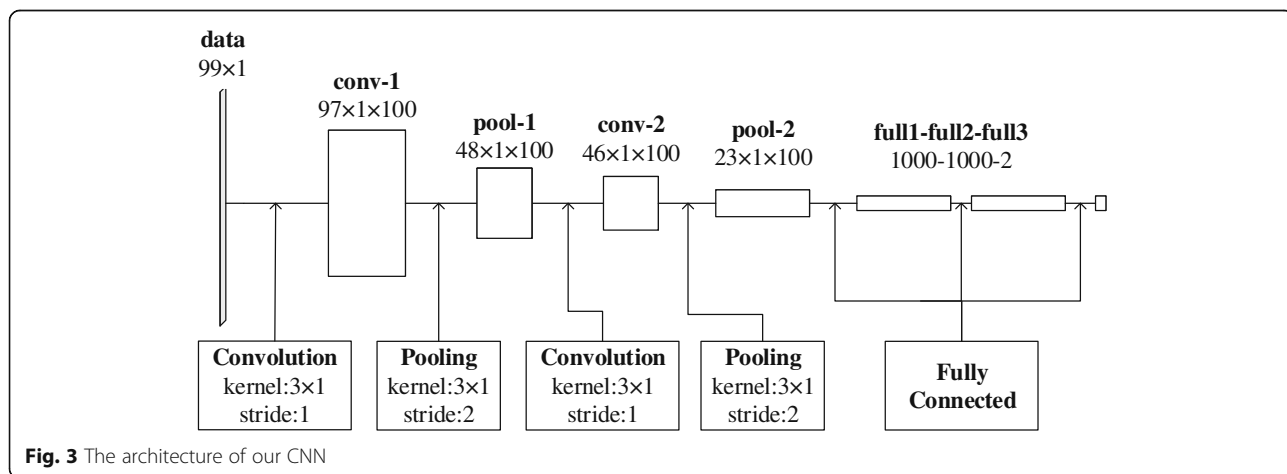 data
99×1
conv-1
97×1×100
pool-1
48×1×100
conv-2
46×1×100
pool-2
23×1×100
full1-full2-full3
1000-1000-2
Convolution
kernel:3×1
stride:1
Pooling
kernel:3×1
stride:2
Convolution
kernel:3×1
stride:1
Pooling
kernel:3×1
stride:2
Fully
Connected
Fig. 3 The architecture of our CNN